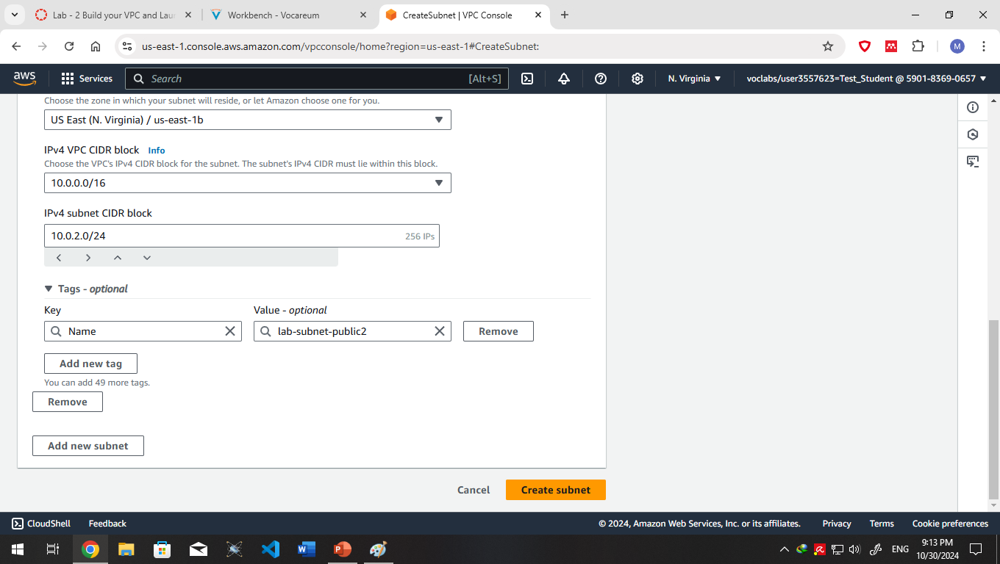 Lab - 2 Build your VPC and Lau
Workbench - Vocareum
CreateSubnet | VPC Console
us-east-1.console.aws.amazon.com/vpcconsole/home?region=us-east-1#CreateSubnet:
M
aws
Services
Search
[Alt+S]
N. Virginia
voclabs/user3557623=Test_Student @ 5901-8369-0657
Choose the zone in which your subnet will reside, or let Amazon choose one for you.
US East (N. Virginia) / us-east-1b
IPv4 VPC CIDR block Info
Choose the VPC's IPv4 CIDR block for the subnet. The subnet's IPv4 CIDR must lie within this block.
10.0.0.0/16
IPv4 subnet CIDR block
10.0.2.0/24 256 IPs
Tags - optional
Key Value - optional
Name lab-subnet-public2 Remove
Add new tag
You can add 49 more tags.
Remove
Add new subnet
Cancel Create subnet
CloudShell Feedback © 2024, Amazon Web Services, Inc. or its affiliates. Privacy Terms Cookie preferences
ENG
9:13 PM
10/30/2024